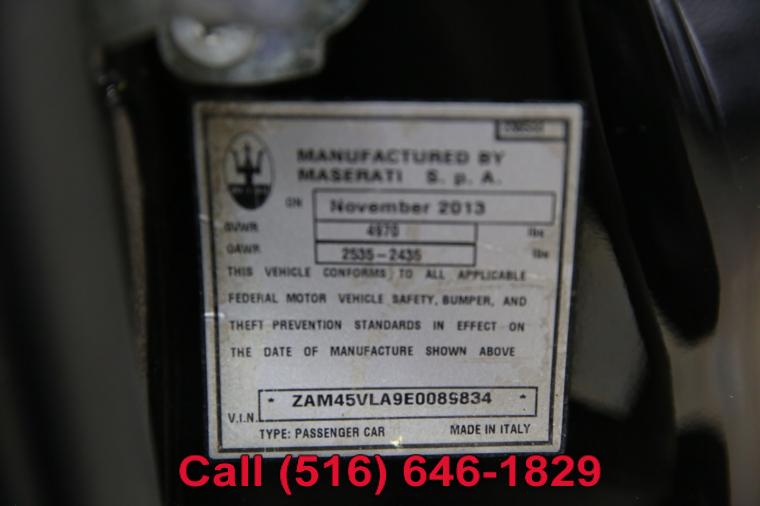 MANUFACTURED BY
MASERATI S. p. A.
ON November 2013
GVWR 4970 lbs
GAWR 2535-2435 lbs
THIS VEHICLE CONFORMS TO ALL APPLICABLE
FEDERAL MOTOR VEHICLE SAFETY, BUMPER, AND
THEFT PREVENTION STANDARDS IN EFFECT ON
THE DATE OF MANUFACTURE SHOWN ABOVE
V.I.N.
TYPE: PASSENGER CAR MADE IN ITALY
Call (516) 646-1829